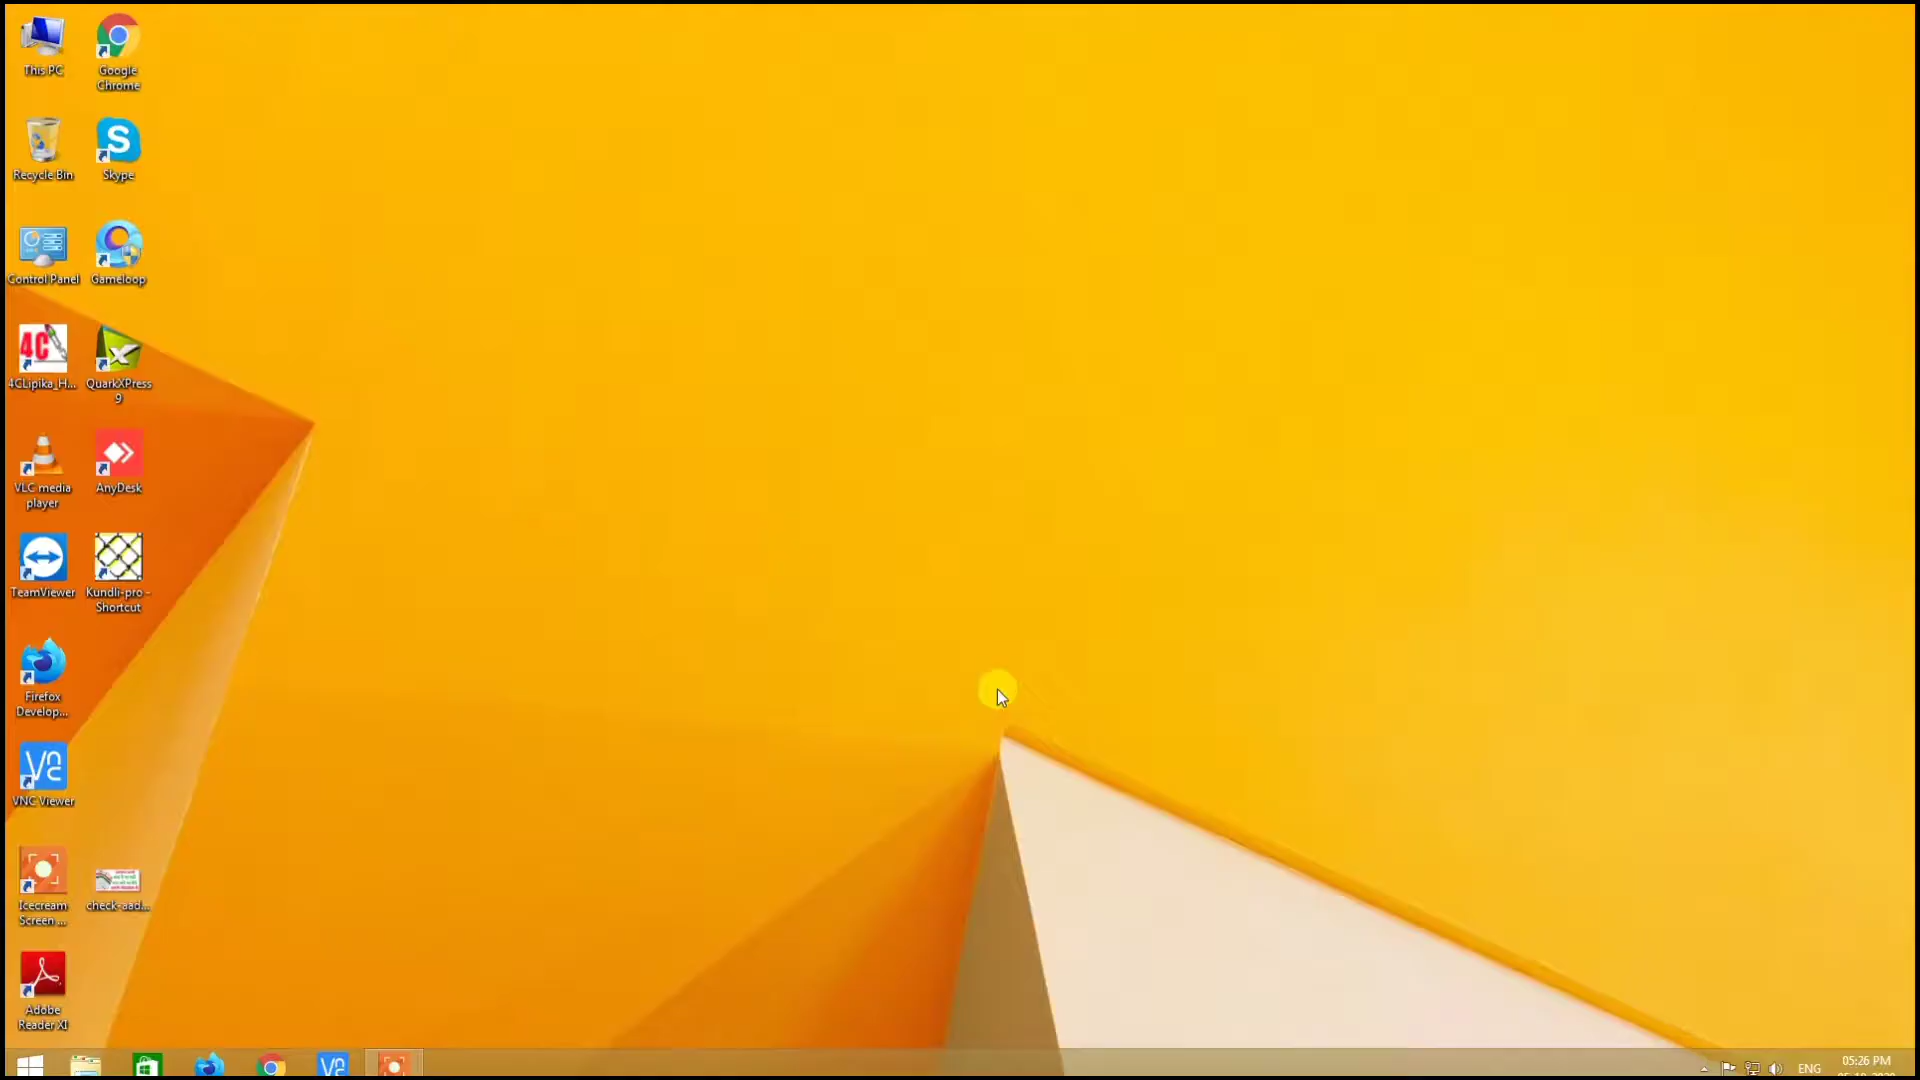 This PC
Google
Chrome
Recycle Bin
Skype
Control Panel
Gameloop
4CLipika_H...
QuarkXPress
9
VLC media
player
AnyDesk
TeamViewer
Kundli-pro -
Shortcut
Firefox
Develop...
VNC Viewer
Icecream
Screen ...
check-aad...
Adobe
Reader XI
ENG
05:26 PM